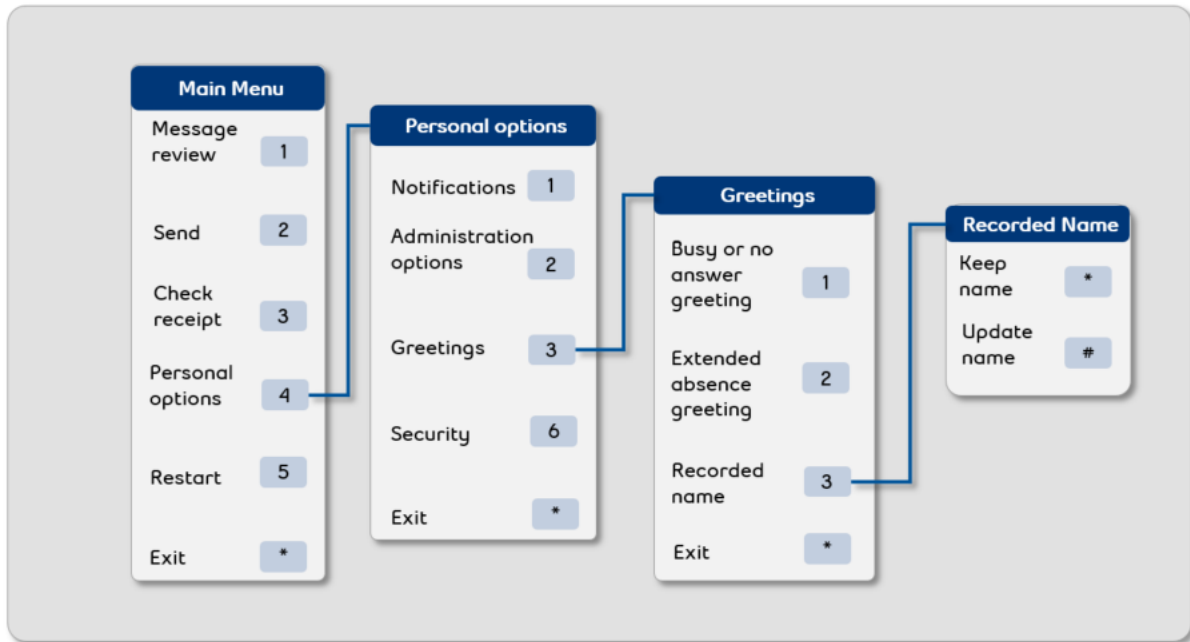 Main Menu
Message
review 1
Send 2
Check
receipt 3
Personal
options 4
Restart 5
Exit *
Personal options
Notifications 1
Administration
options 2
Greetings 3
Security 6
Exit *
Greetings
Busy or no
answer 1
greeting
Extended
absence 2
greeting
Recorded
name 3
Exit *
Recorded Name
Keep
name *
Update
name #